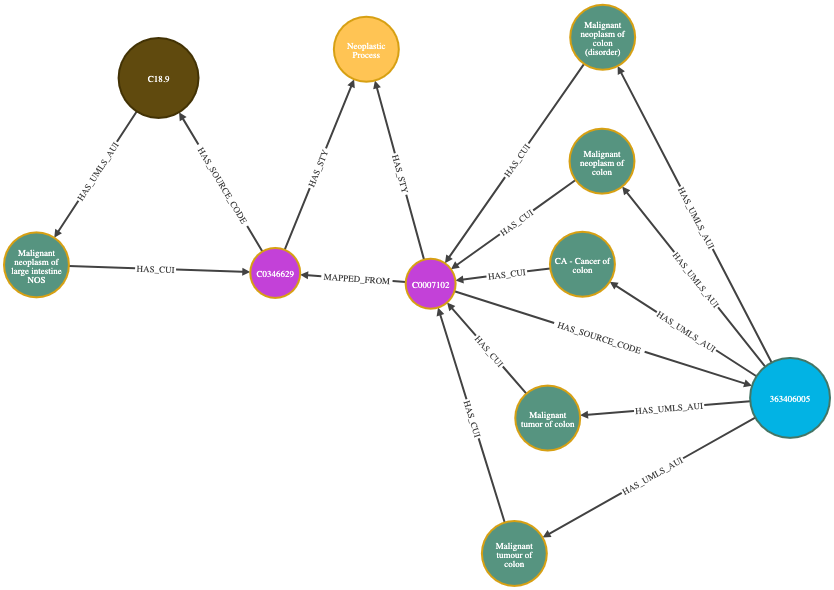 Malignant
neoplasm of
colon
(disorder)
Neoplastic
Process
C18.9
HAS_CUI
HAS_UMLS_AUI
HAS_SOURCE_CODE
HAS_STY
HAS_STY
Malignant
neoplasm of
colon
HAS_UMLS_AUI
HAS_CUI
Malignant
neoplasm of
large intestine
NOS
HAS_CUI
C0346629
MAPPED_FROM
C0007102
HAS_CUI
CA - Cancer of
colon
HAS_UMLS_AUI
HAS_UMLS_AUI
HAS_SOURCE_CODE
HAS_CUI
363406005
Malignant
tumor of colon
HAS_UMLS_AUI
HAS_CUI
HAS_UMLS_AUI
Malignant
tumour of
colon